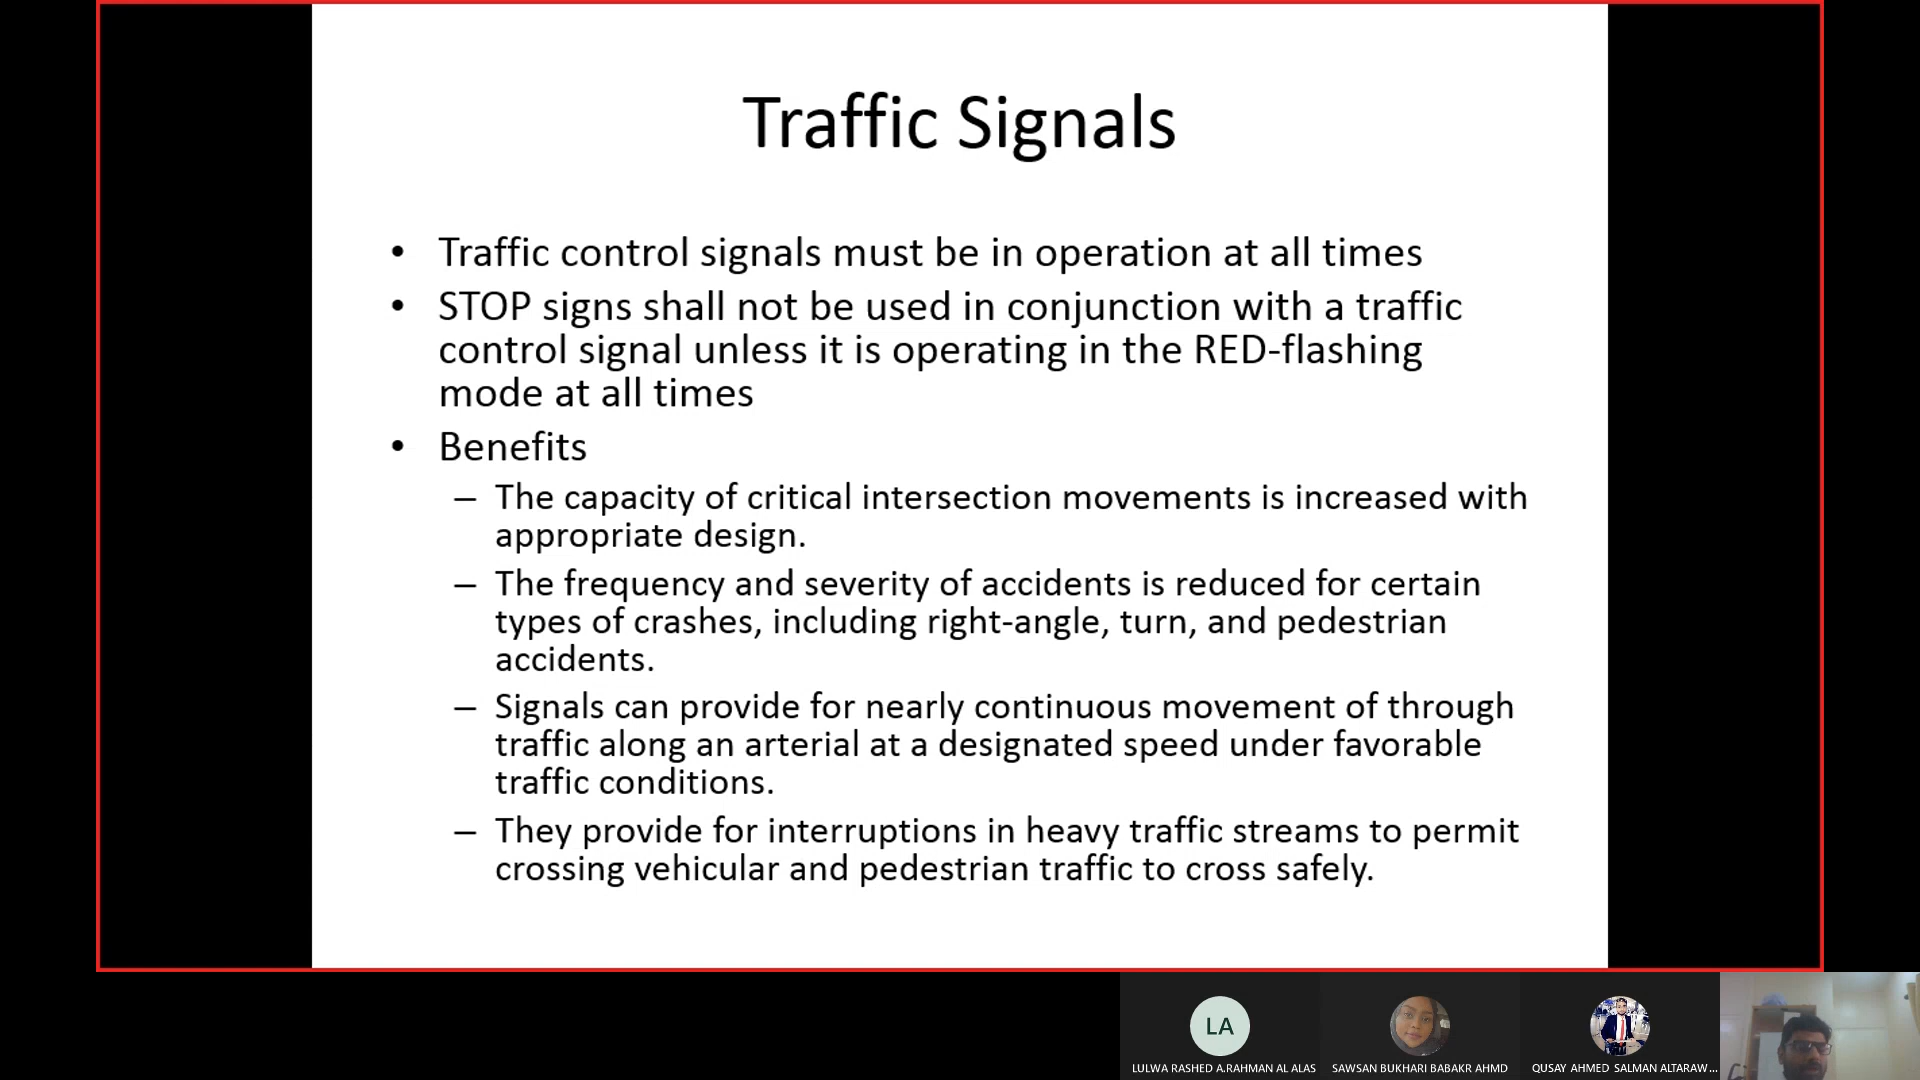 Traffic Signals
• Traffic control signals must be in operation at all times
• STOP signs shall not be used in conjunction with a traffic
control signal unless it is operating in the RED-flashing
mode at all times
• Benefits
– The capacity of critical intersection movements is increased with
appropriate design.
– The frequency and severity of accidents is reduced for certain
types of crashes, including right-angle, turn, and pedestrian
accidents.
– Signals can provide for nearly continuous movement of through
traffic along an arterial at a designated speed under favorable
traffic conditions.
– They provide for interruptions in heavy traffic streams to permit
crossing vehicular and pedestrian traffic to cross safely.
LA
LULWA RASHED A.RAHMAN AL ALAS
SAWSAN BUKHARI BABAKR AHMD
QUSAY AHMED SALMAN ALTARAW...